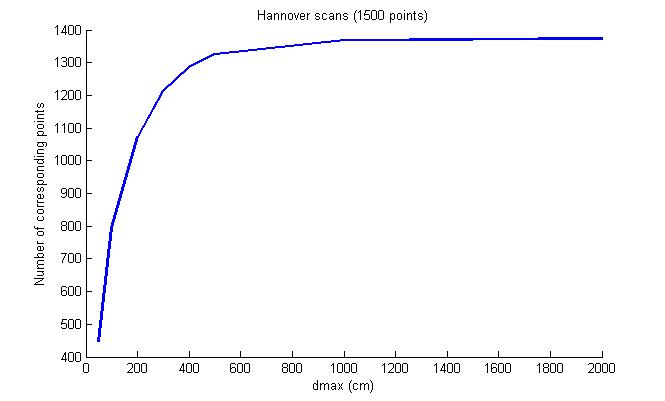 Hannover scans (1500 points)
1400
1300
1200
1100
1000
900
800
700
600
500
400
Number of corresponding points
0 200 400 600 800 1000 1200 1400 1600 1800 2000
dmax (cm)